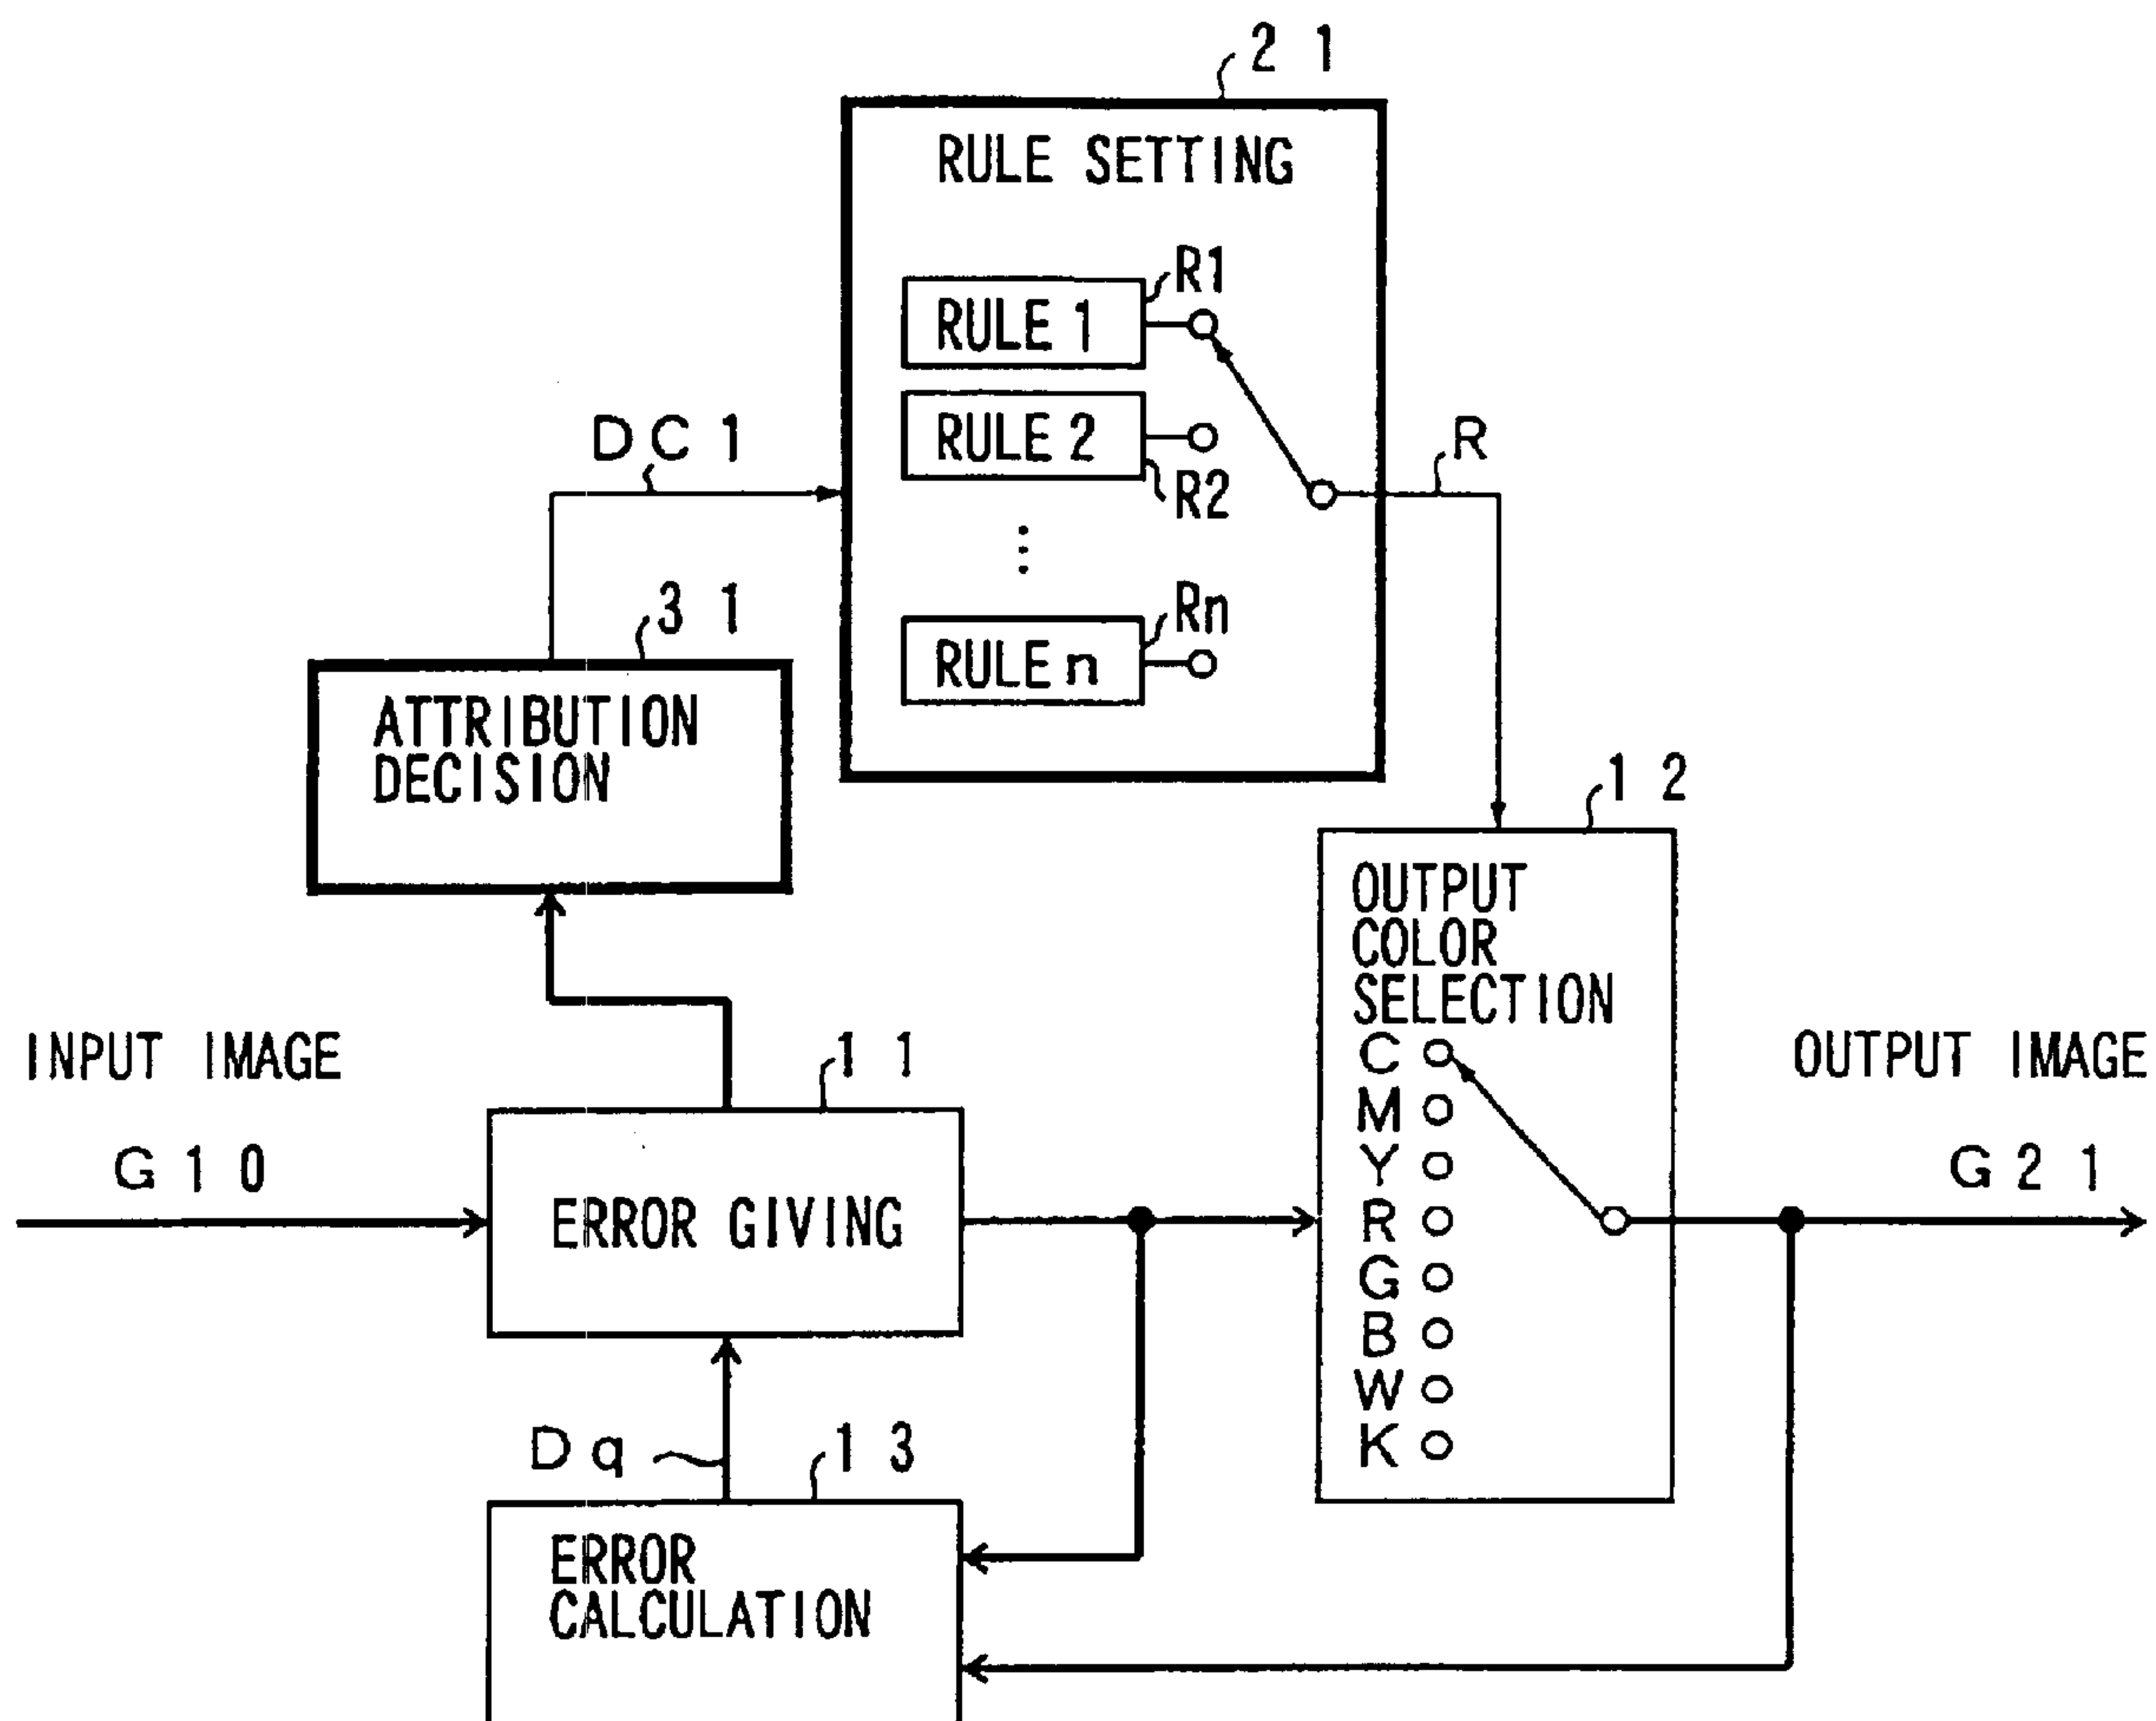 21
RULE SETTING
R1
RULE 1
RULE 2
R2
Rn
RULE n
DC1
R
31
ATTRIBUTION
DECISION
12
OUTPUT
COLOR
SELECTION
C
M
Y
R
G
B
W
K
INPUT IMAGE
G10
11
ERROR GIVING
OUTPUT IMAGE
G21
Dq
13
ERROR
CALCULATION